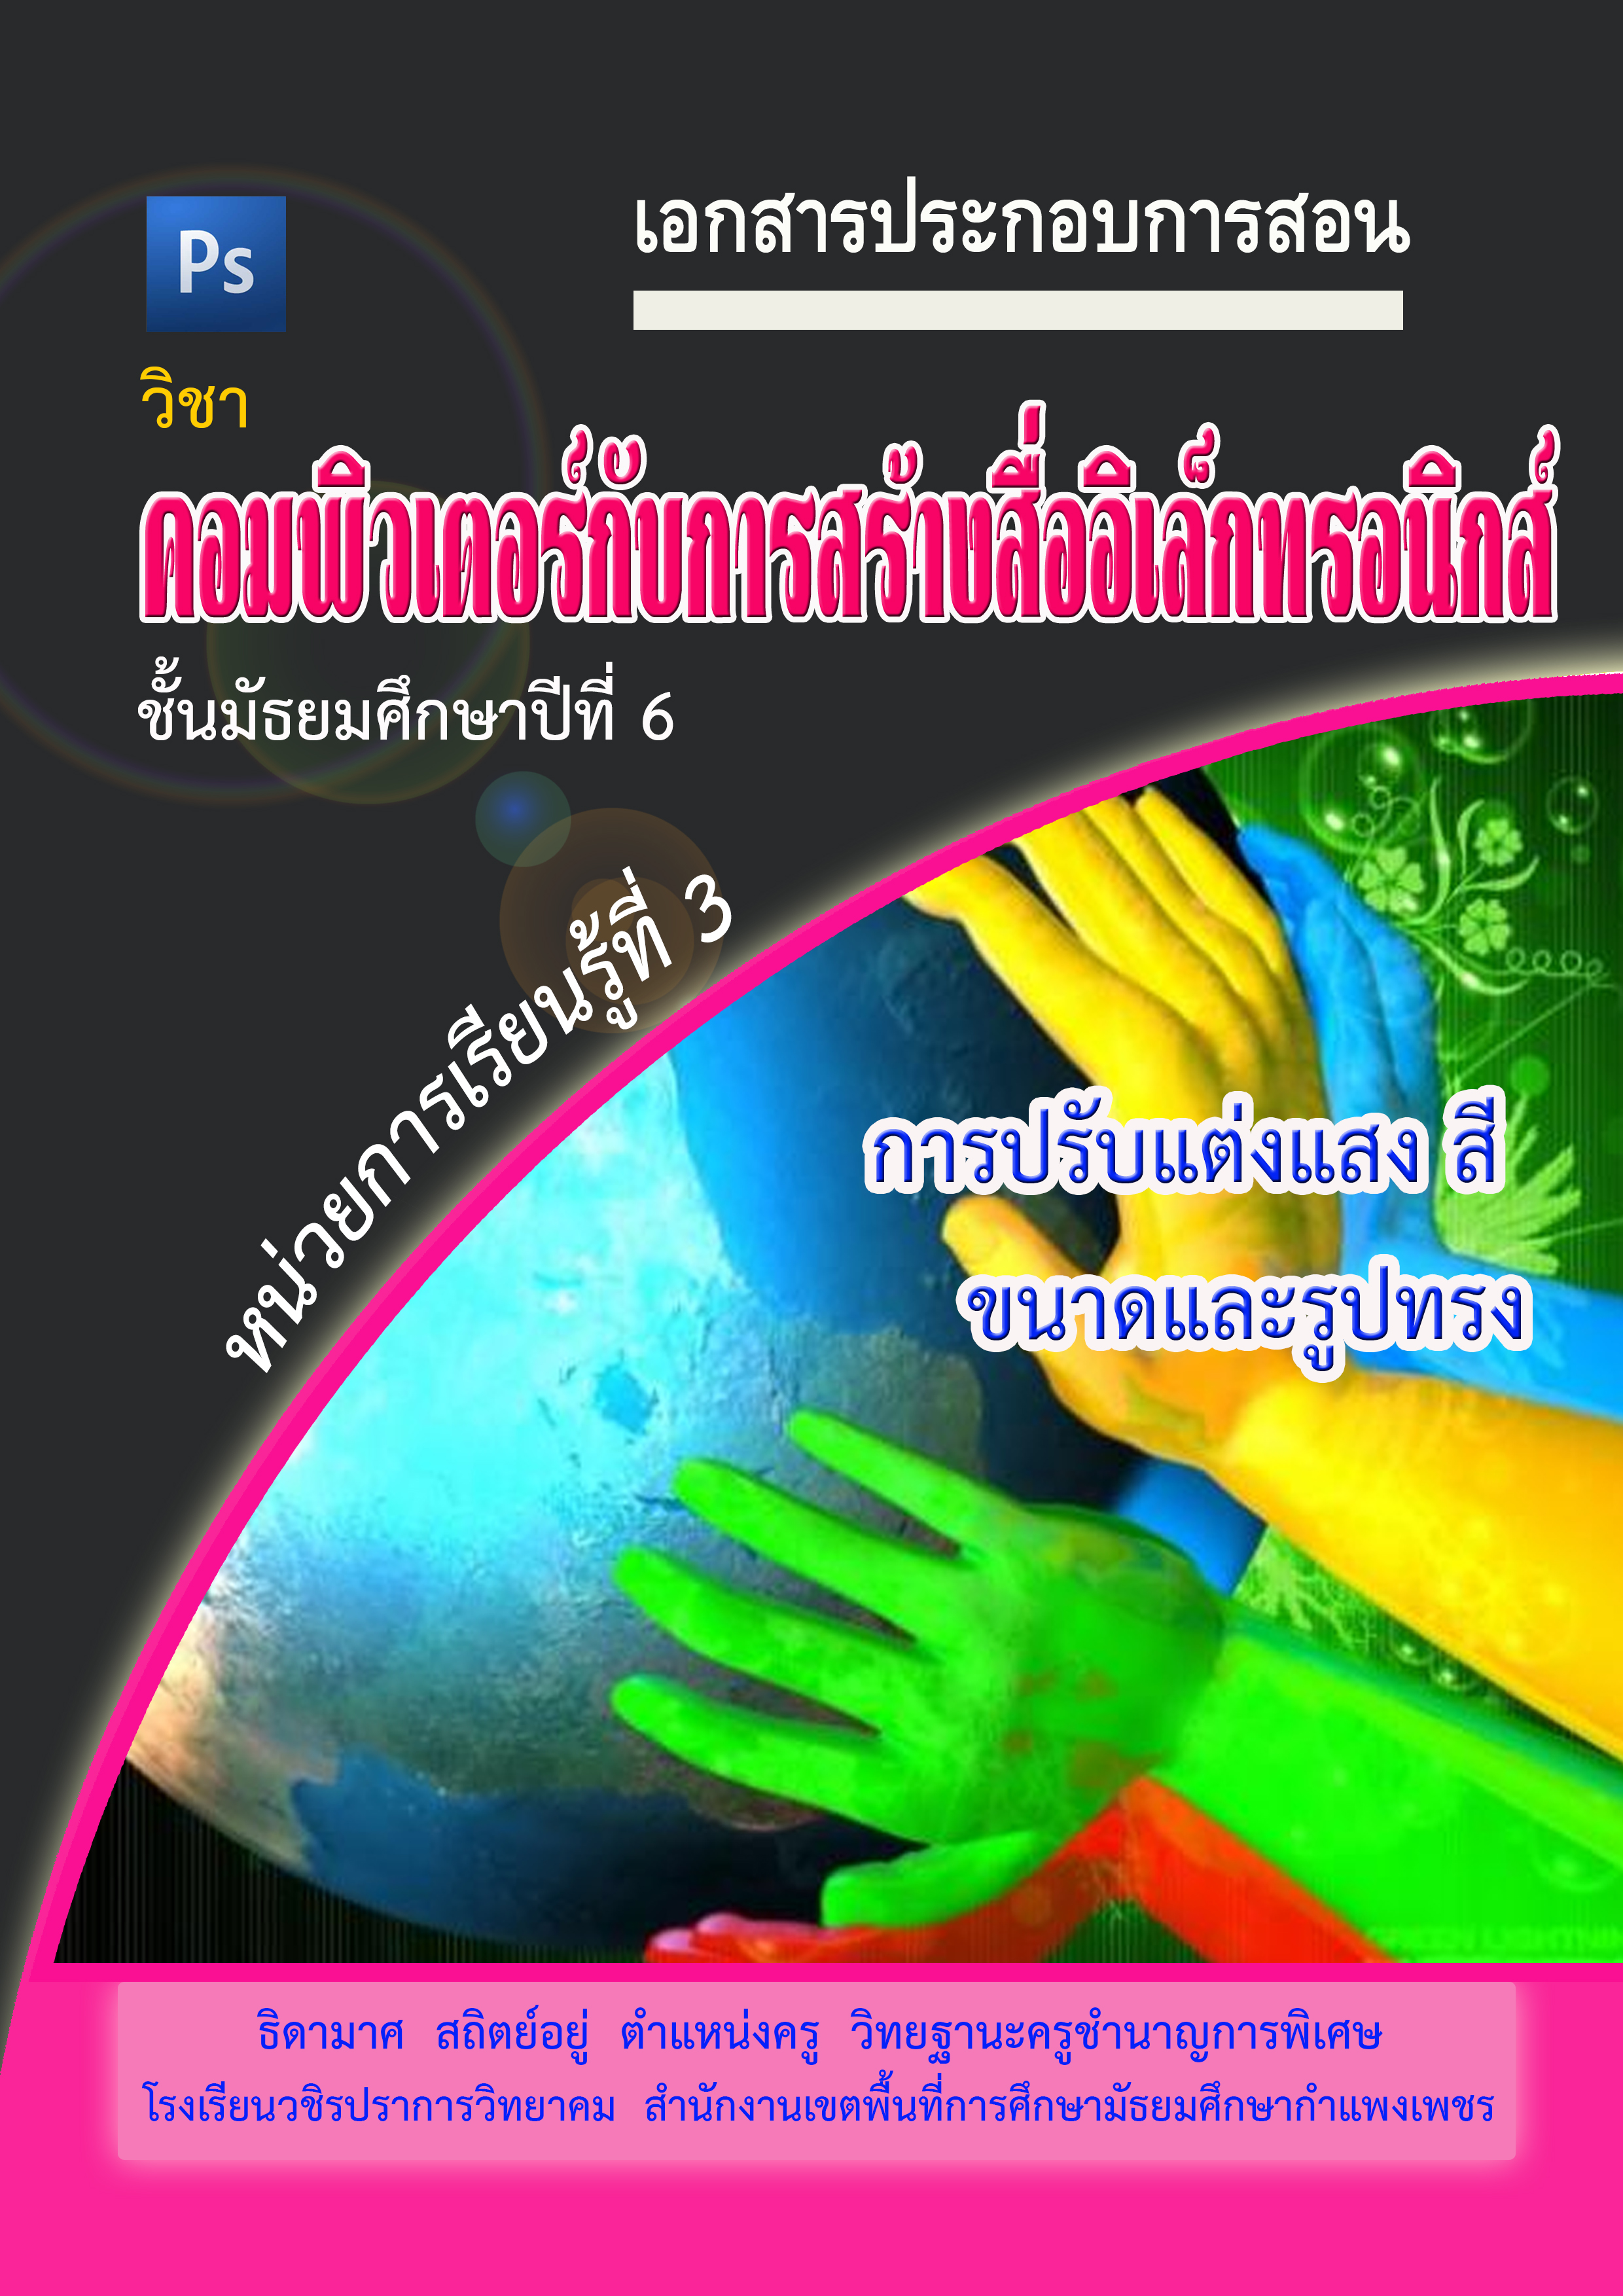 เอกสารประกอบการสอน
Ps
วิชา
คอมพิวเตอร์กับการสร้างสื่ออิเล็กทรอนิกส์
ชั้นมัธยมศึกษาปีที่ 6
หน่วยการเรียนรู้ที่ 3
การปรับแต่งแสง สี
ขนาดและรูปทรง
ธิดามาศ สถิตย์อยู่ ตำแหน่งครู วิทยฐานะครูชำนาญการพิเศษ
โรงเรียนวชิรปราการวิทยาคม สำนักงานเขตพื้นที่การศึกษามัธยมศึกษากำแพงเพชร